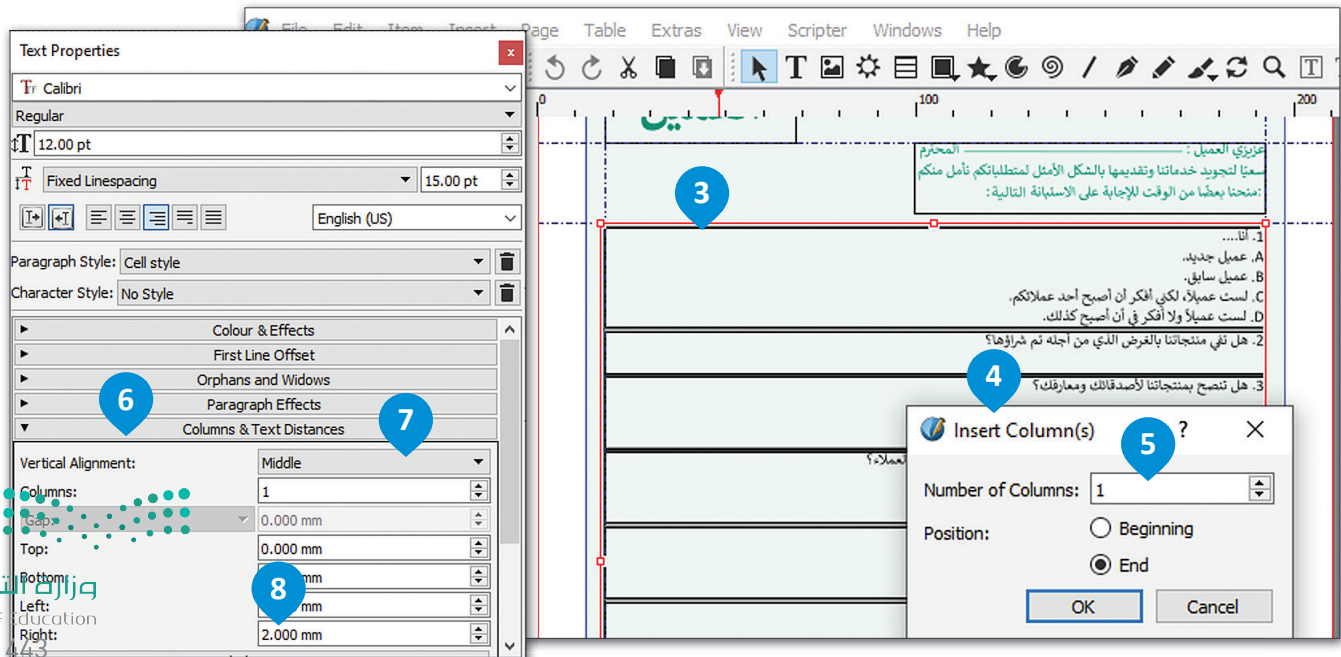 File Edit Item Insert Page Table Extras View Scripter Windows Help
Text Properties
Calibri
Regular
12.00 pt
Fixed Linespacing
15.00 pt
English (US)
Paragraph Style: Cell style
Character Style: No Style
Colour & Effects
First Line Offset
Orphans and Widows
6
Paragraph Effects
7
Columns & Text Distances
Vertical Alignment: Middle
Columns: 1
Gap: 0.000 mm
Top: 0.000 mm
Bottom: mm
Left: mm
8
Right: 2.000 mm
Education
443
0 100 200
عزيزي العميل : المحترم
سعيًا لتجويد خدماتنا وتقديمها بالشكل الأمثل لمتطلباتكم نأمل منكم
:منحنا بعضًا من الوقت للإجابة على الاستبانة التالية:
3
1. أنا....
A. عميل جديد.
B. عميل سابق.
C. لست عميلاً، لكني أفكر أن أصبح أحد عملائكم.
D. لست عميلاً ولا أفكر في أن أصبح كذلك.
2. هل تفي منتجاتنا بالغرض الذي من أجله تم شراؤها؟
4
3. هل تنصح بمنتجاتنا لأصدقائك ومعارفك؟
العملاء؟
Insert Column(s) ?
5
Number of Columns: 1
Position: Beginning
End
OK Cancel